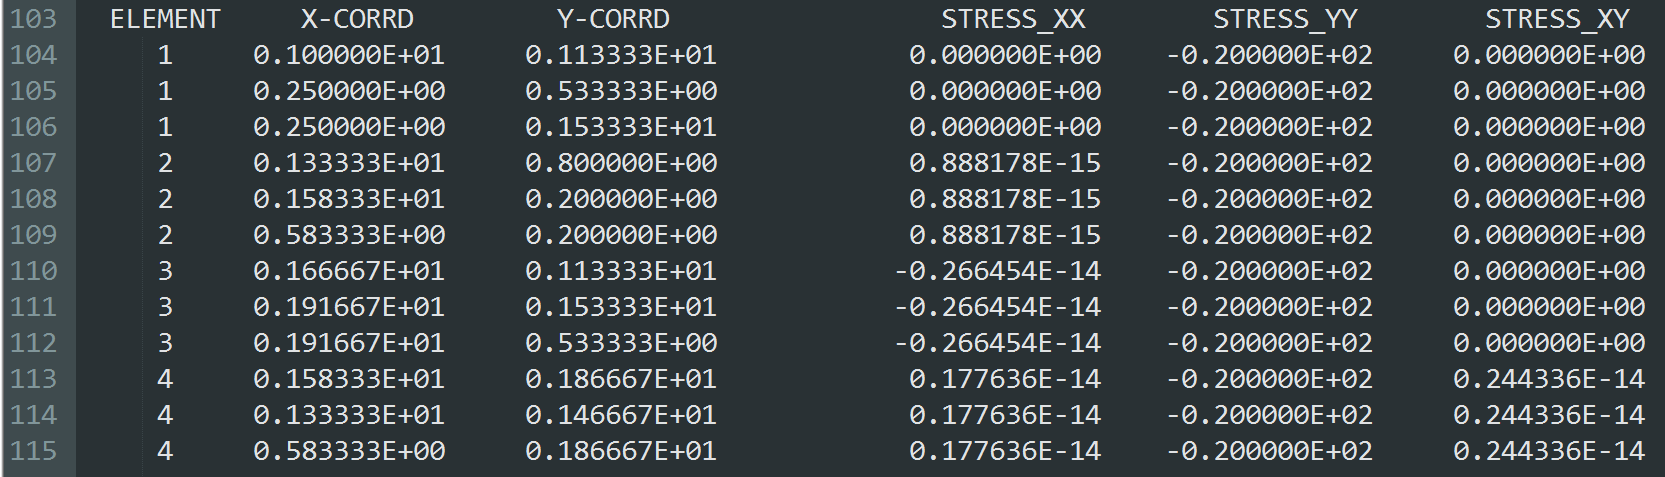 103 ELEMENT X-CORRD Y-CORRD STRESS_XX STRESS_YY STRESS_XY
104 1 0.100000E+01 0.113333E+01 0.000000E+00 -0.200000E+02 0.000000E+00
105 1 0.250000E+00 0.533333E+00 0.000000E+00 -0.200000E+02 0.000000E+00
106 1 0.250000E+00 0.153333E+01 0.000000E+00 -0.200000E+02 0.000000E+00
107 2 0.133333E+01 0.800000E+00 0.888178E-15 -0.200000E+02 0.000000E+00
108 2 0.158333E+01 0.200000E+00 0.888178E-15 -0.200000E+02 0.000000E+00
109 2 0.583333E+00 0.200000E+00 0.888178E-15 -0.200000E+02 0.000000E+00
110 3 0.166667E+01 0.113333E+01 -0.266454E-14 -0.200000E+02 0.000000E+00
111 3 0.191667E+01 0.153333E+01 -0.266454E-14 -0.200000E+02 0.000000E+00
112 3 0.191667E+01 0.533333E+00 -0.266454E-14 -0.200000E+02 0.000000E+00
113 4 0.158333E+01 0.186667E+01 0.177636E-14 -0.200000E+02 0.244336E-14
114 4 0.133333E+01 0.146667E+01 0.177636E-14 -0.200000E+02 0.244336E-14
115 4 0.583333E+00 0.186667E+01 0.177636E-14 -0.200000E+02 0.244336E-14